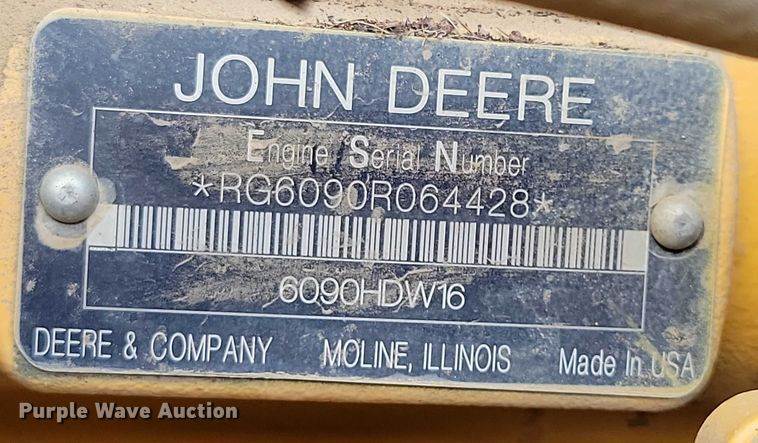 JOHN DEERE
Engine Serial Number
*RG6090R064428*
6090HDW16
DEERE & COMPANY MOLINE, ILLINOIS Made In USA
Purple Wave Auction